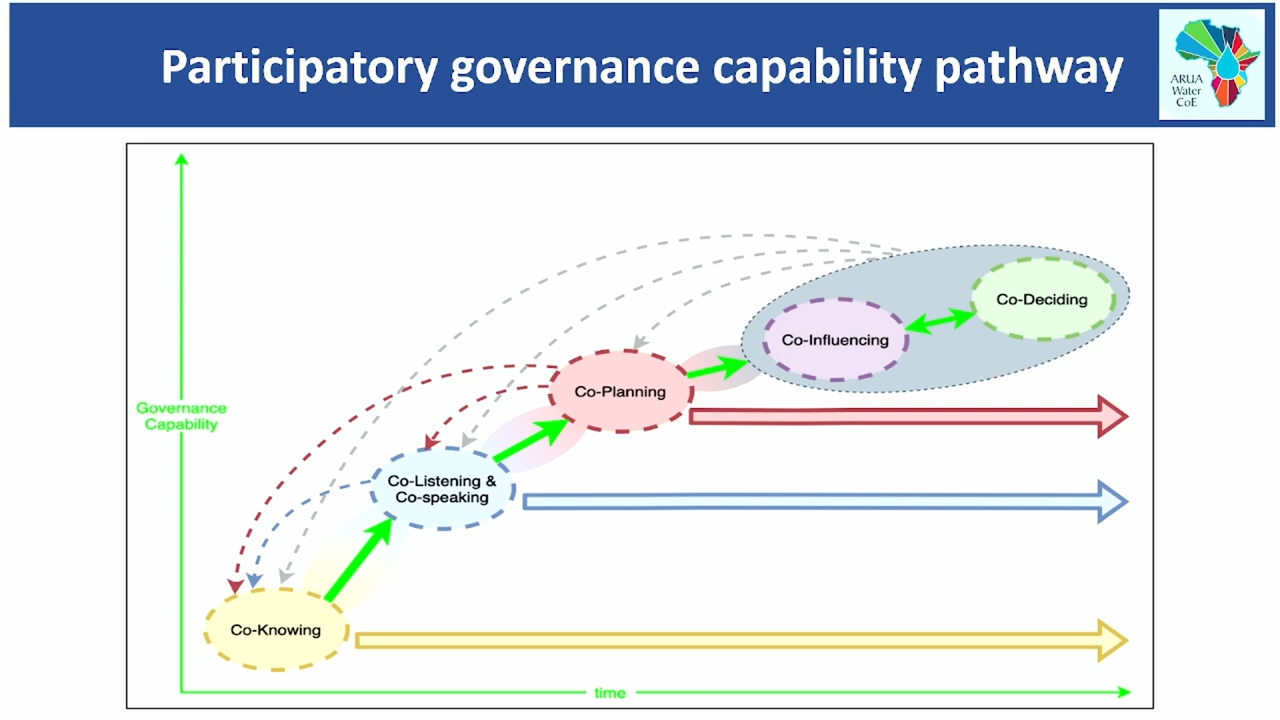 Participatory governance capability pathway
ARUA
Water
CoE
Co-Deciding
Co-Influencing
Co-Planning
Governance
Capability
Co-Listening &
Co-speaking
Co-Knowing
time